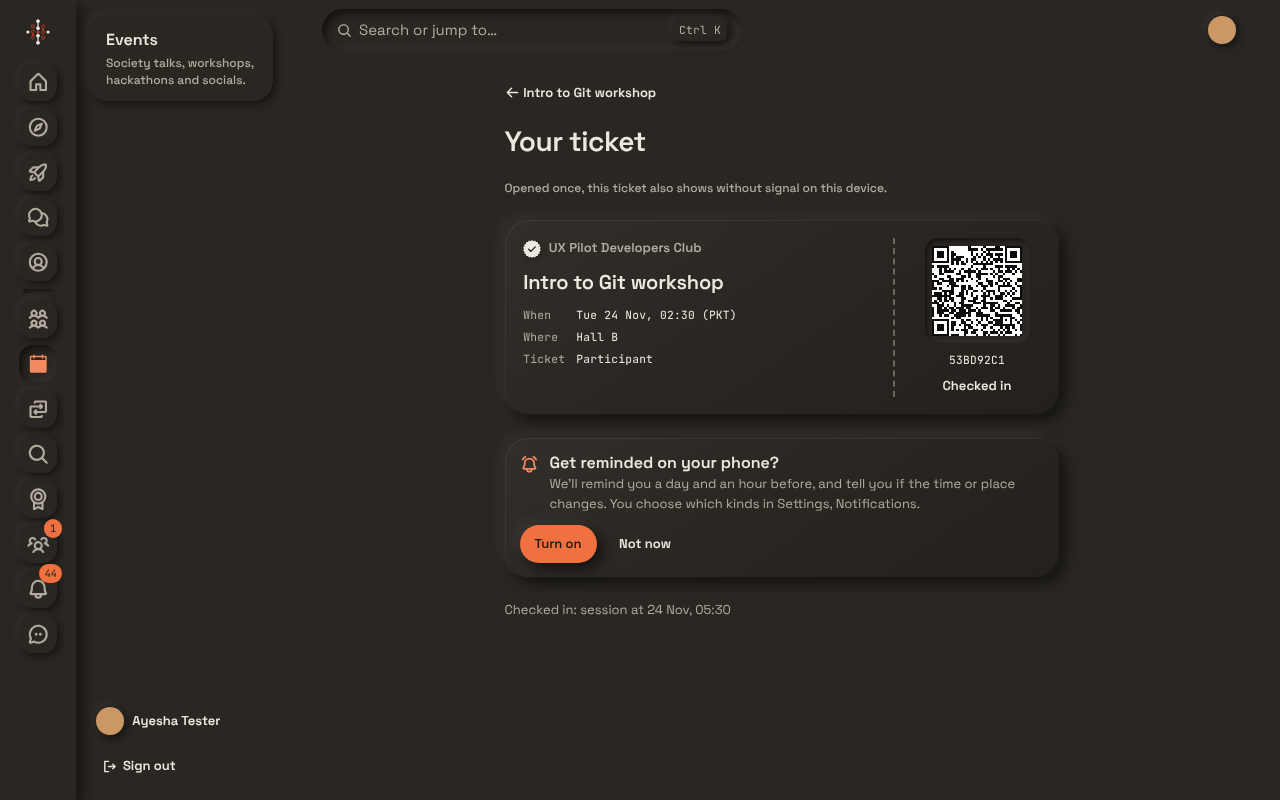 Events
Society talks, workshops,
hackathons and socials.
Search or jump to...
Ctrl K
← Intro to Git workshop
Your ticket
Opened once, this ticket also shows without signal on this device.
UX Pilot Developers Club
Intro to Git workshop
When Tue 24 Nov, 02:30 (PKT)
Where Hall B
Ticket Participant
53BD92C1
Checked in
Get reminded on your phone?
We'll remind you a day and an hour before, and tell you if the time or place
changes. You choose which kinds in Settings, Notifications.
Turn on
Not now
Checked in: session at 24 Nov, 05:30
1
44
Ayesha Tester
Sign out